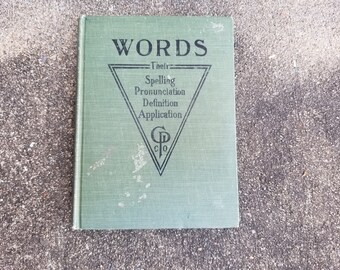 WORDS
Their
Spelling
Pronunciation
Definition
Application